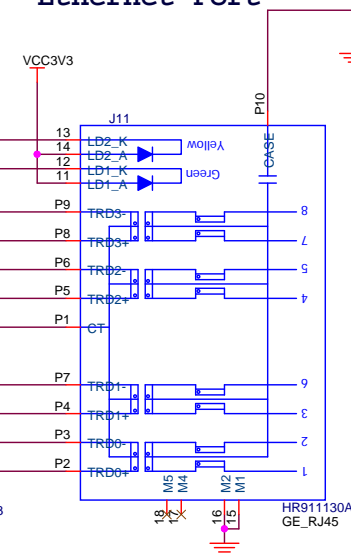 Ethernet Port
VCC3V3
P10
J11
CASE
13 LD2_K
14 LD2_A
Yellow
12 LD1_K
11 LD1_A
Green
P9 TRD3- 8
P8 TRD3+ 7
P6 TRD2- 5
P5 TRD2+ 4
P1 CT
P7 TRD1- 6
P4 TRD1+ 3
P3 TRD0- 2
P2 TRD0+ 1
M5 M4 M2 M1
18 17 16 15
HR911130A
GE_RJ45